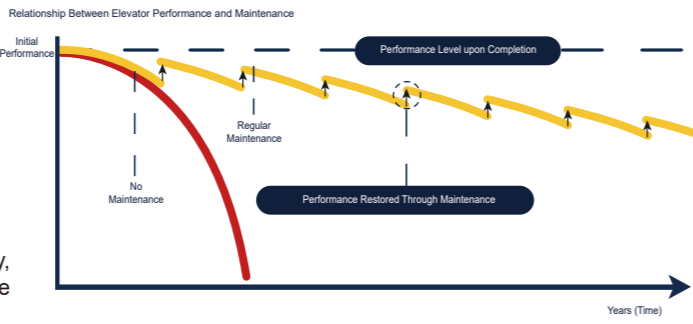 Relationship Between Elevator Performance and Maintenance
Initial
Performance
Performance Level upon Completion
Regular
Maintenance
No
Maintenance
Performance Restored Through Maintenance
y,
e
Years (Time)